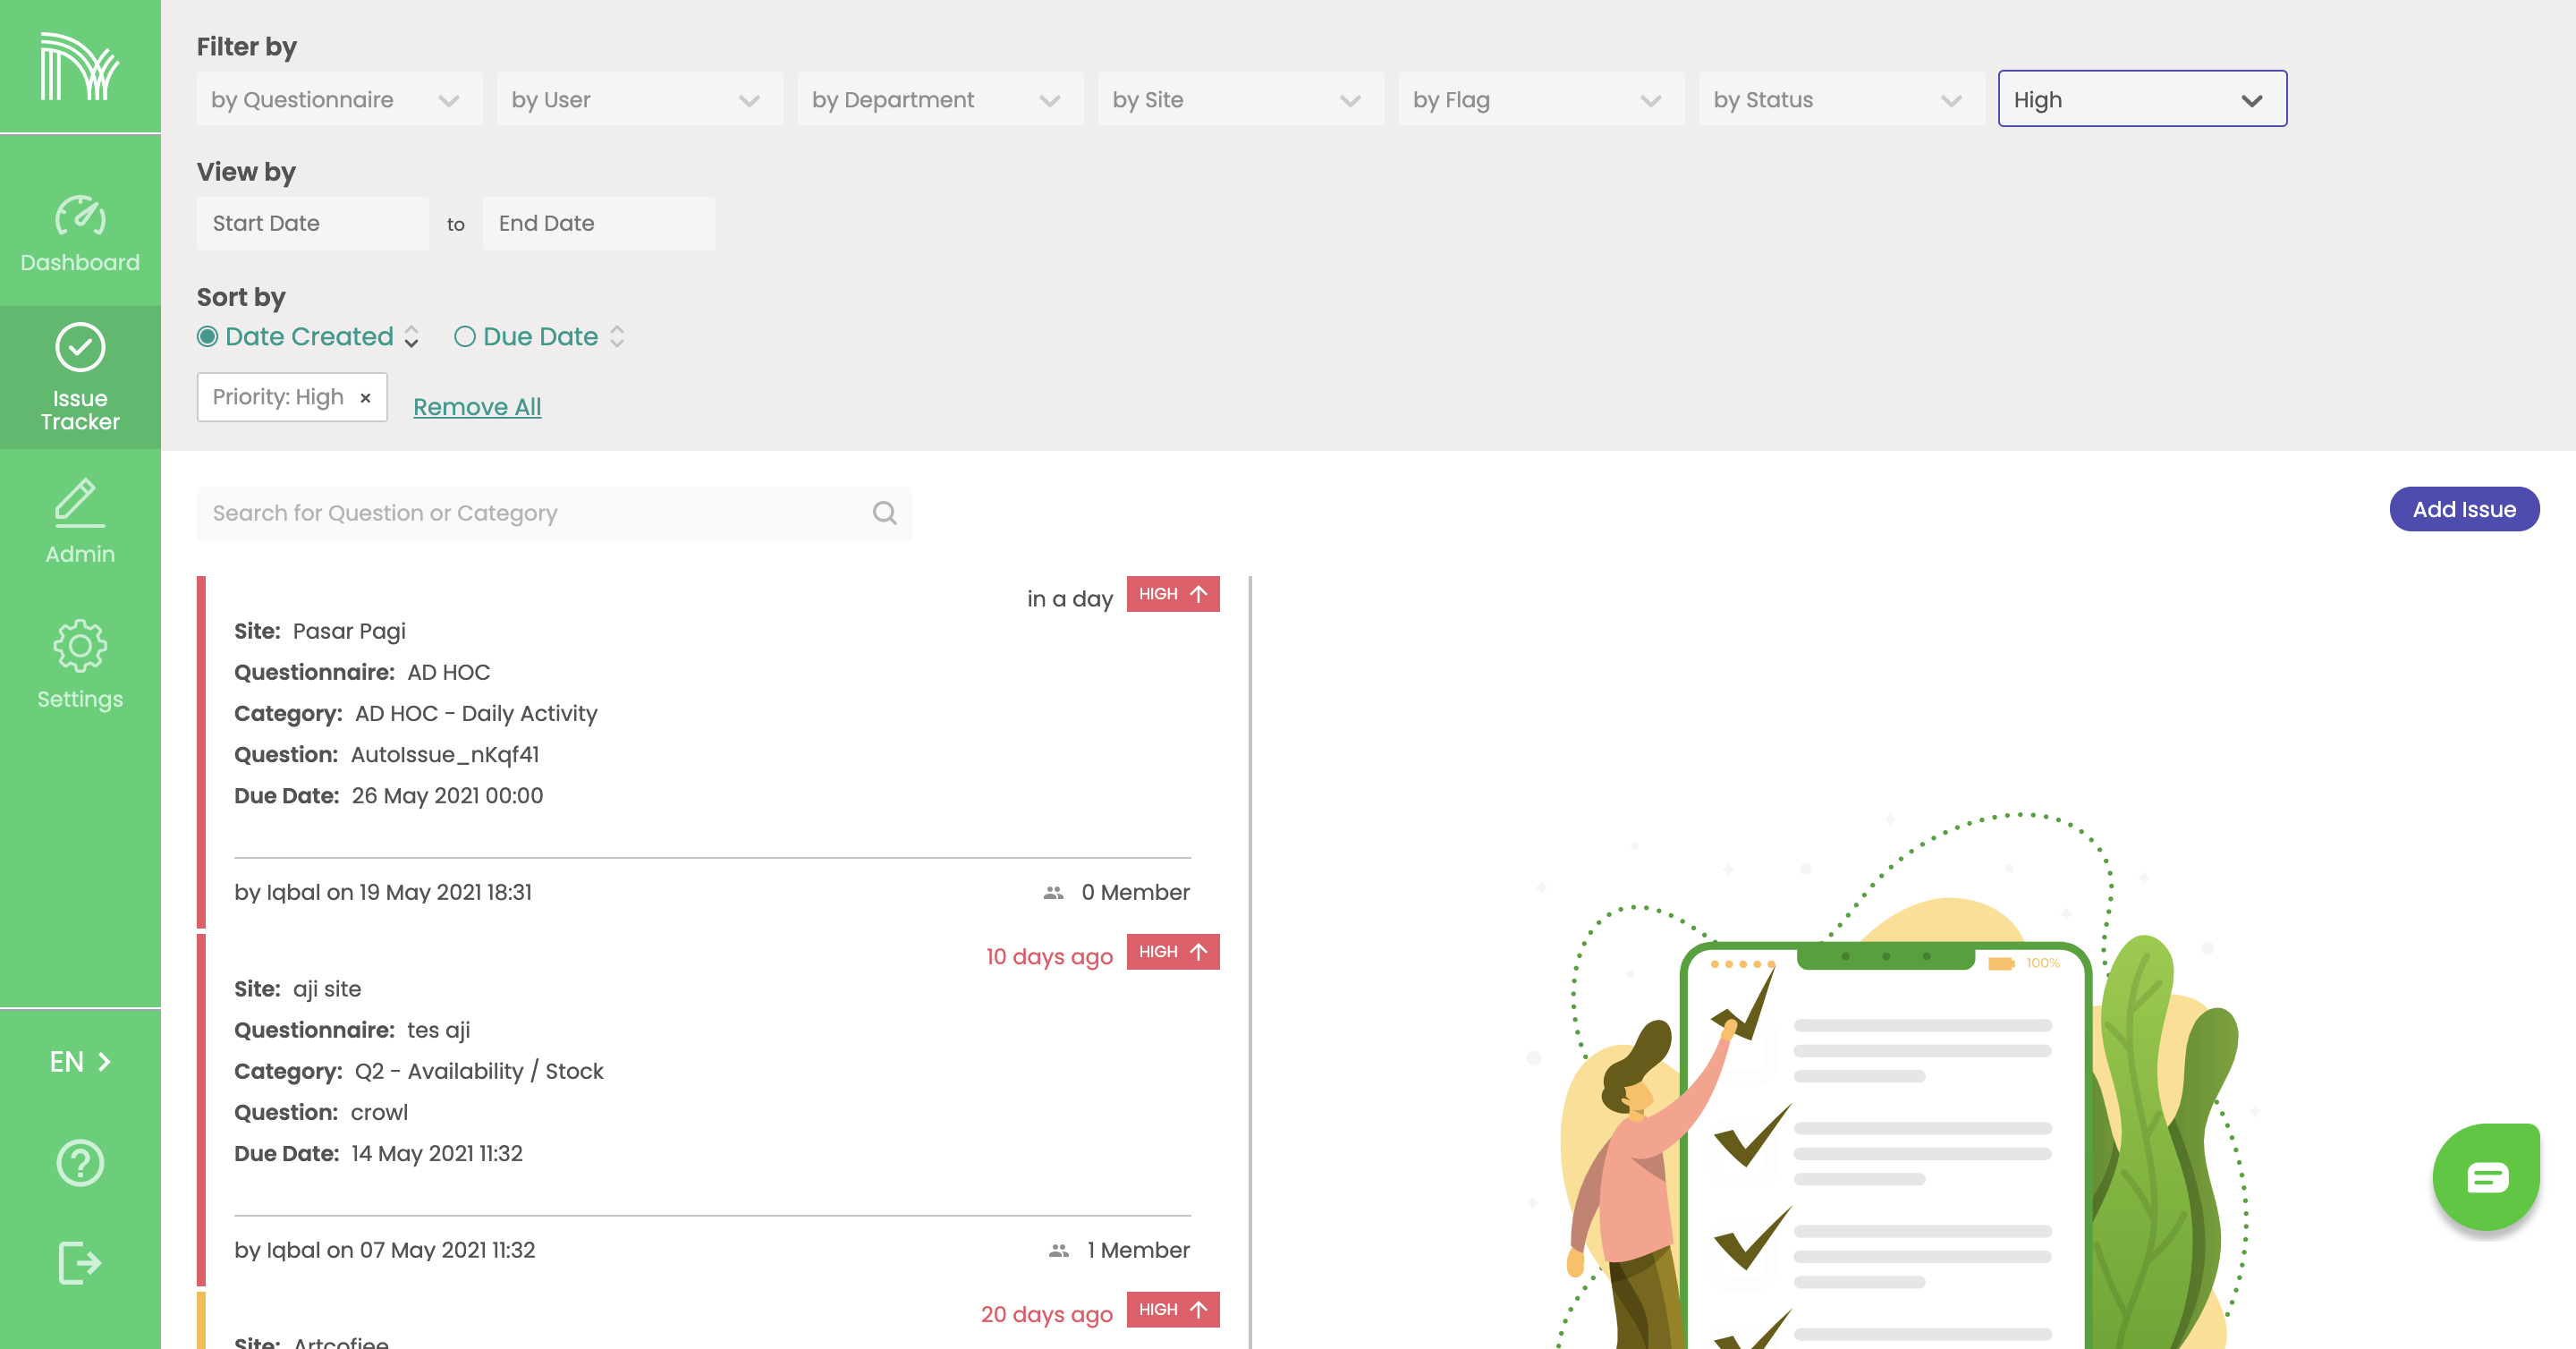 Filter by
by Questionnaire
by User
by Department
by Site
by Flag
by Status
High
View by
Start Date
to
End Date
Sort by
Date Created
Due Date
Priority: High ×
Remove All
Dashboard
Issue
Tracker
Admin
Settings
EN
Search for Question or Category
Add Issue
in a day
HIGH
Site: Pasar Pagi
Questionnaire: AD HOC
Category: AD HOC - Daily Activity
Question: AutoIssue_nKqf41
Due Date: 26 May 2021 00:00
by Iqbal on 19 May 2021 18:31
0 Member
10 days ago
HIGH
Site: aji site
Questionnaire: tes aji
Category: Q2 - Availability / Stock
Question: crowl
Due Date: 14 May 2021 11:32
by Iqbal on 07 May 2021 11:32
1 Member
20 days ago
HIGH
Site: Artcofiee
100%